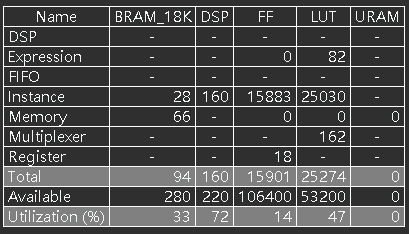 Name BRAM_18K DSP FF LUT URAM
DSP - - - - -
Expression - - 0 82 -
FIFO - - - - -
Instance 28 160 15883 25030 -
Memory 66 - 0 0 0
Multiplexer - - - 162 -
Register - - 18 - -
Total 94 160 15901 25274 0
Available 280 220 106400 53200 0
Utilization (%) 33 72 14 47 0